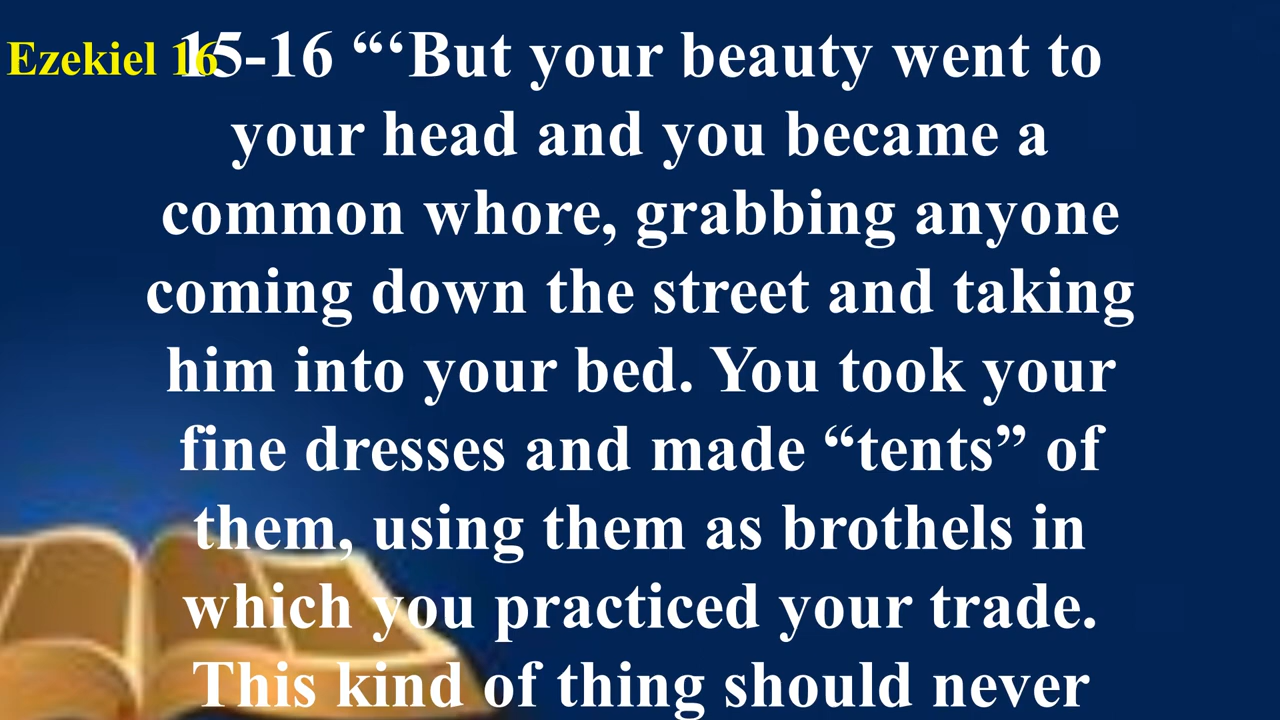 Ezekiel 16
15-16 “‘But your beauty went to
your head and you became a
common whore, grabbing anyone
coming down the street and taking
him into your bed. You took your
fine dresses and made “tents” of
them, using them as brothels in
which you practiced your trade.
This kind of thing should never